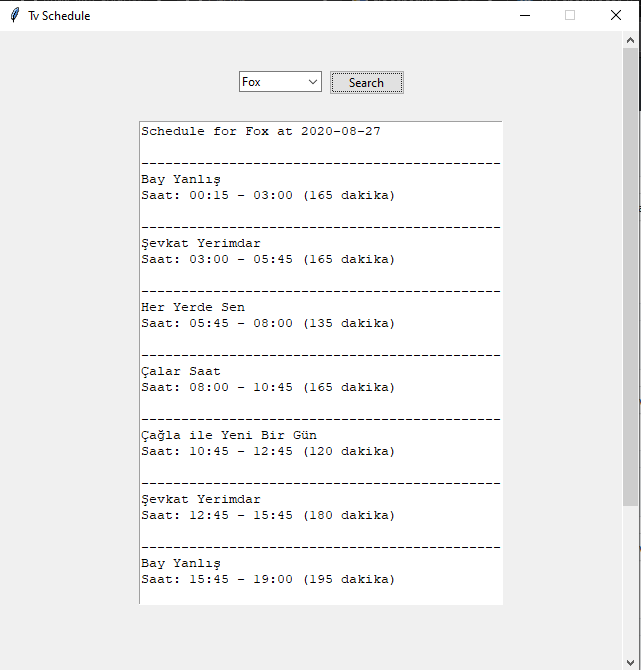 Tv Schedule
Fox Search
Schedule for Fox at 2020-08-27
---------------------------------------------
Bay Yanlış
Saat: 00:15 - 03:00 (165 dakika)
---------------------------------------------
Şevkat Yerimdar
Saat: 03:00 - 05:45 (165 dakika)
---------------------------------------------
Her Yerde Sen
Saat: 05:45 - 08:00 (135 dakika)
---------------------------------------------
Çalar Saat
Saat: 08:00 - 10:45 (165 dakika)
---------------------------------------------
Çağla ile Yeni Bir Gün
Saat: 10:45 - 12:45 (120 dakika)
---------------------------------------------
Şevkat Yerimdar
Saat: 12:45 - 15:45 (180 dakika)
---------------------------------------------
Bay Yanlış
Saat: 15:45 - 19:00 (195 dakika)